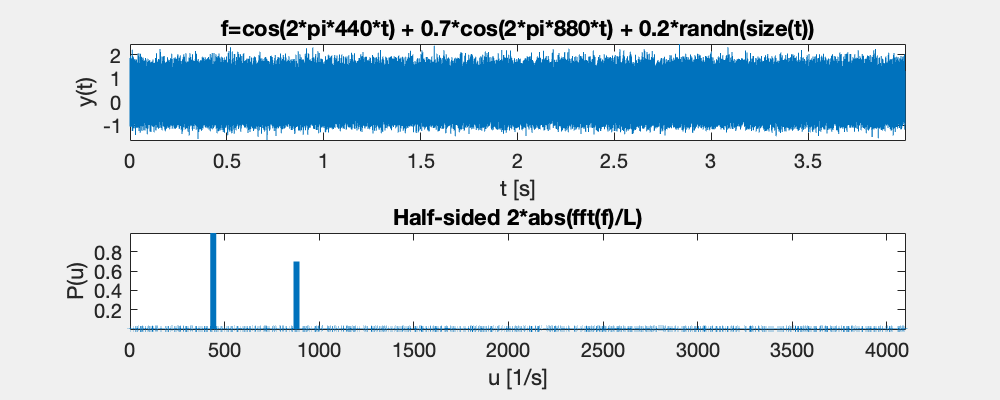 f=cos(2*pi*440*t) + 0.7*cos(2*pi*880*t) + 0.2*randn(size(t))
2
1
0
-1
y(t)
0 0.5 1 1.5 2 2.5 3 3.5
t [s]
Half-sided 2*abs(fft(f)/L)
0.8
0.6
0.4
0.2
P(u)
0 500 1000 1500 2000 2500 3000 3500 4000
u [1/s]